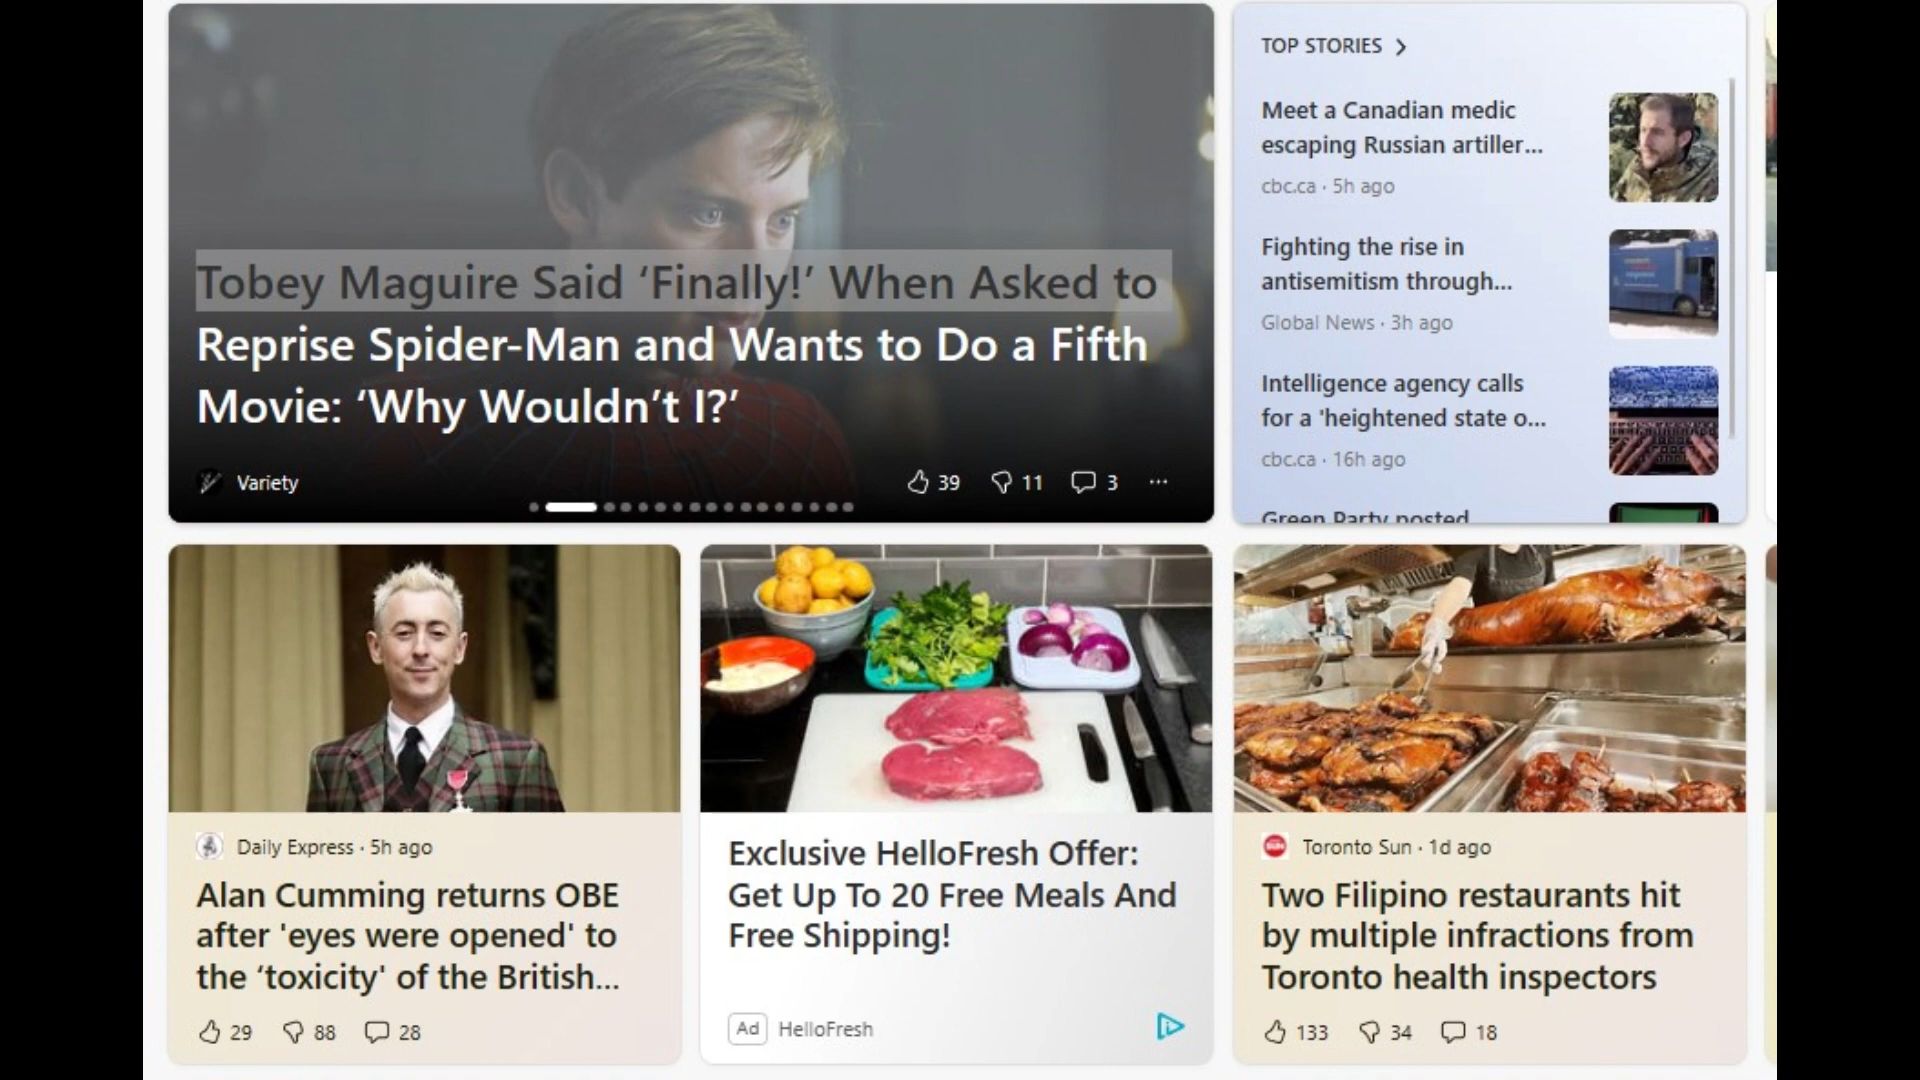 Tobey Maguire Said ‘Finally!’ When Asked to
Reprise Spider-Man and Wants to Do a Fifth
Movie: ‘Why Wouldn’t I?’
Variety
39
11
3
TOP STORIES
Meet a Canadian medic
escaping Russian artiller...
cbc.ca · 5h ago
Fighting the rise in
antisemitism through...
Global News · 3h ago
Intelligence agency calls
for a 'heightened state o...
cbc.ca · 16h ago
Green Party posted
Daily Express · 5h ago
Alan Cumming returns OBE
after 'eyes were opened' to
the ‘toxicity' of the British...
29
88
28
Exclusive HelloFresh Offer:
Get Up To 20 Free Meals And
Free Shipping!
Ad HelloFresh
SUN
Toronto Sun · 1d ago
Two Filipino restaurants hit
by multiple infractions from
Toronto health inspectors
133
34
18